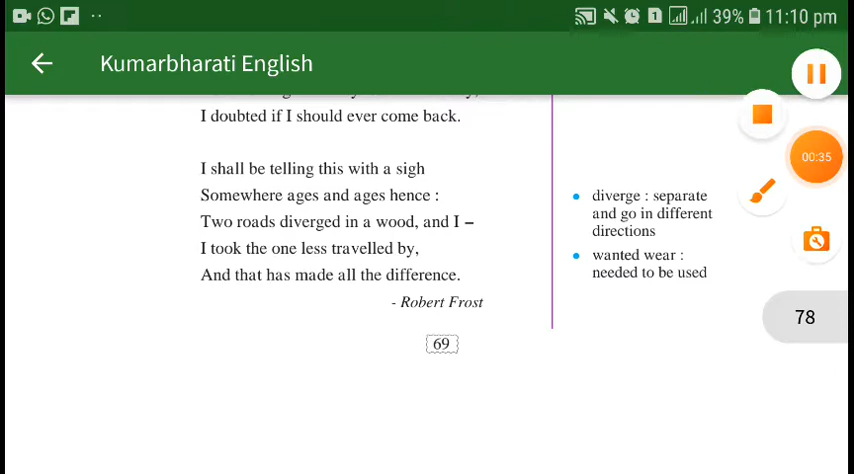 39% 11:10 pm
Kumarbharati English
I doubted if I should ever come back.
I shall be telling this with a sigh
Somewhere ages and ages hence :
Two roads diverged in a wood, and I –
I took the one less travelled by,
And that has made all the difference.
- Robert Frost
69
• diverge : separate
and go in different
directions
• wanted wear :
needed to be used
00:35
78